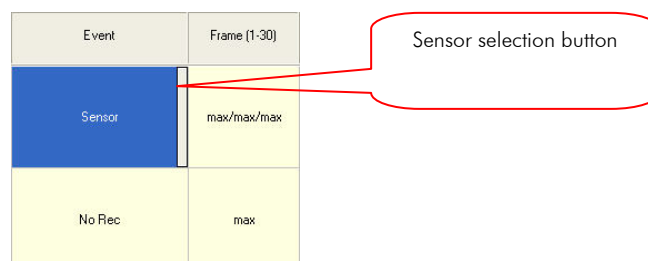 Event Frame (1-30)
Sensor selection button
Sensor max/max/max
No Rec max